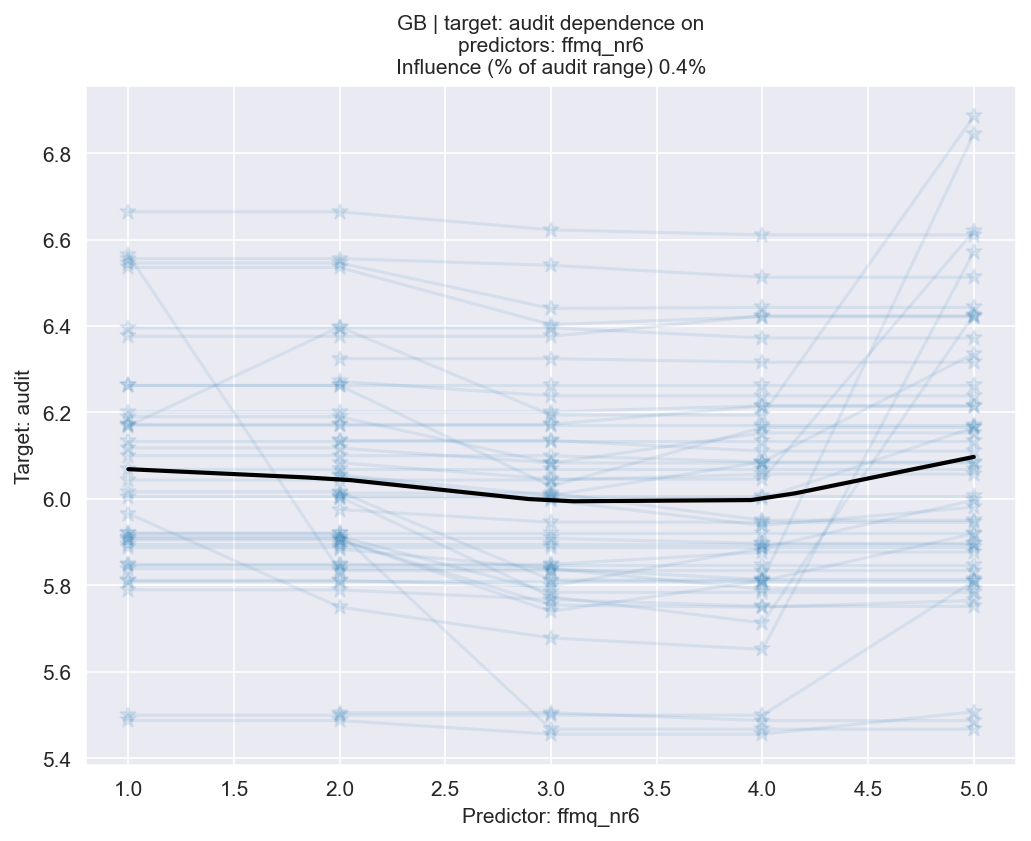 GB | target: audit dependence on
predictors: ffmq_nr6
Influence (% of audit range) 0.4%
Target: audit
6.8
6.6
6.4
6.2
6.0
5.8
5.6
5.4
1.0 1.5 2.0 2.5 3.0 3.5 4.0 4.5 5.0
Predictor: ffmq_nr6